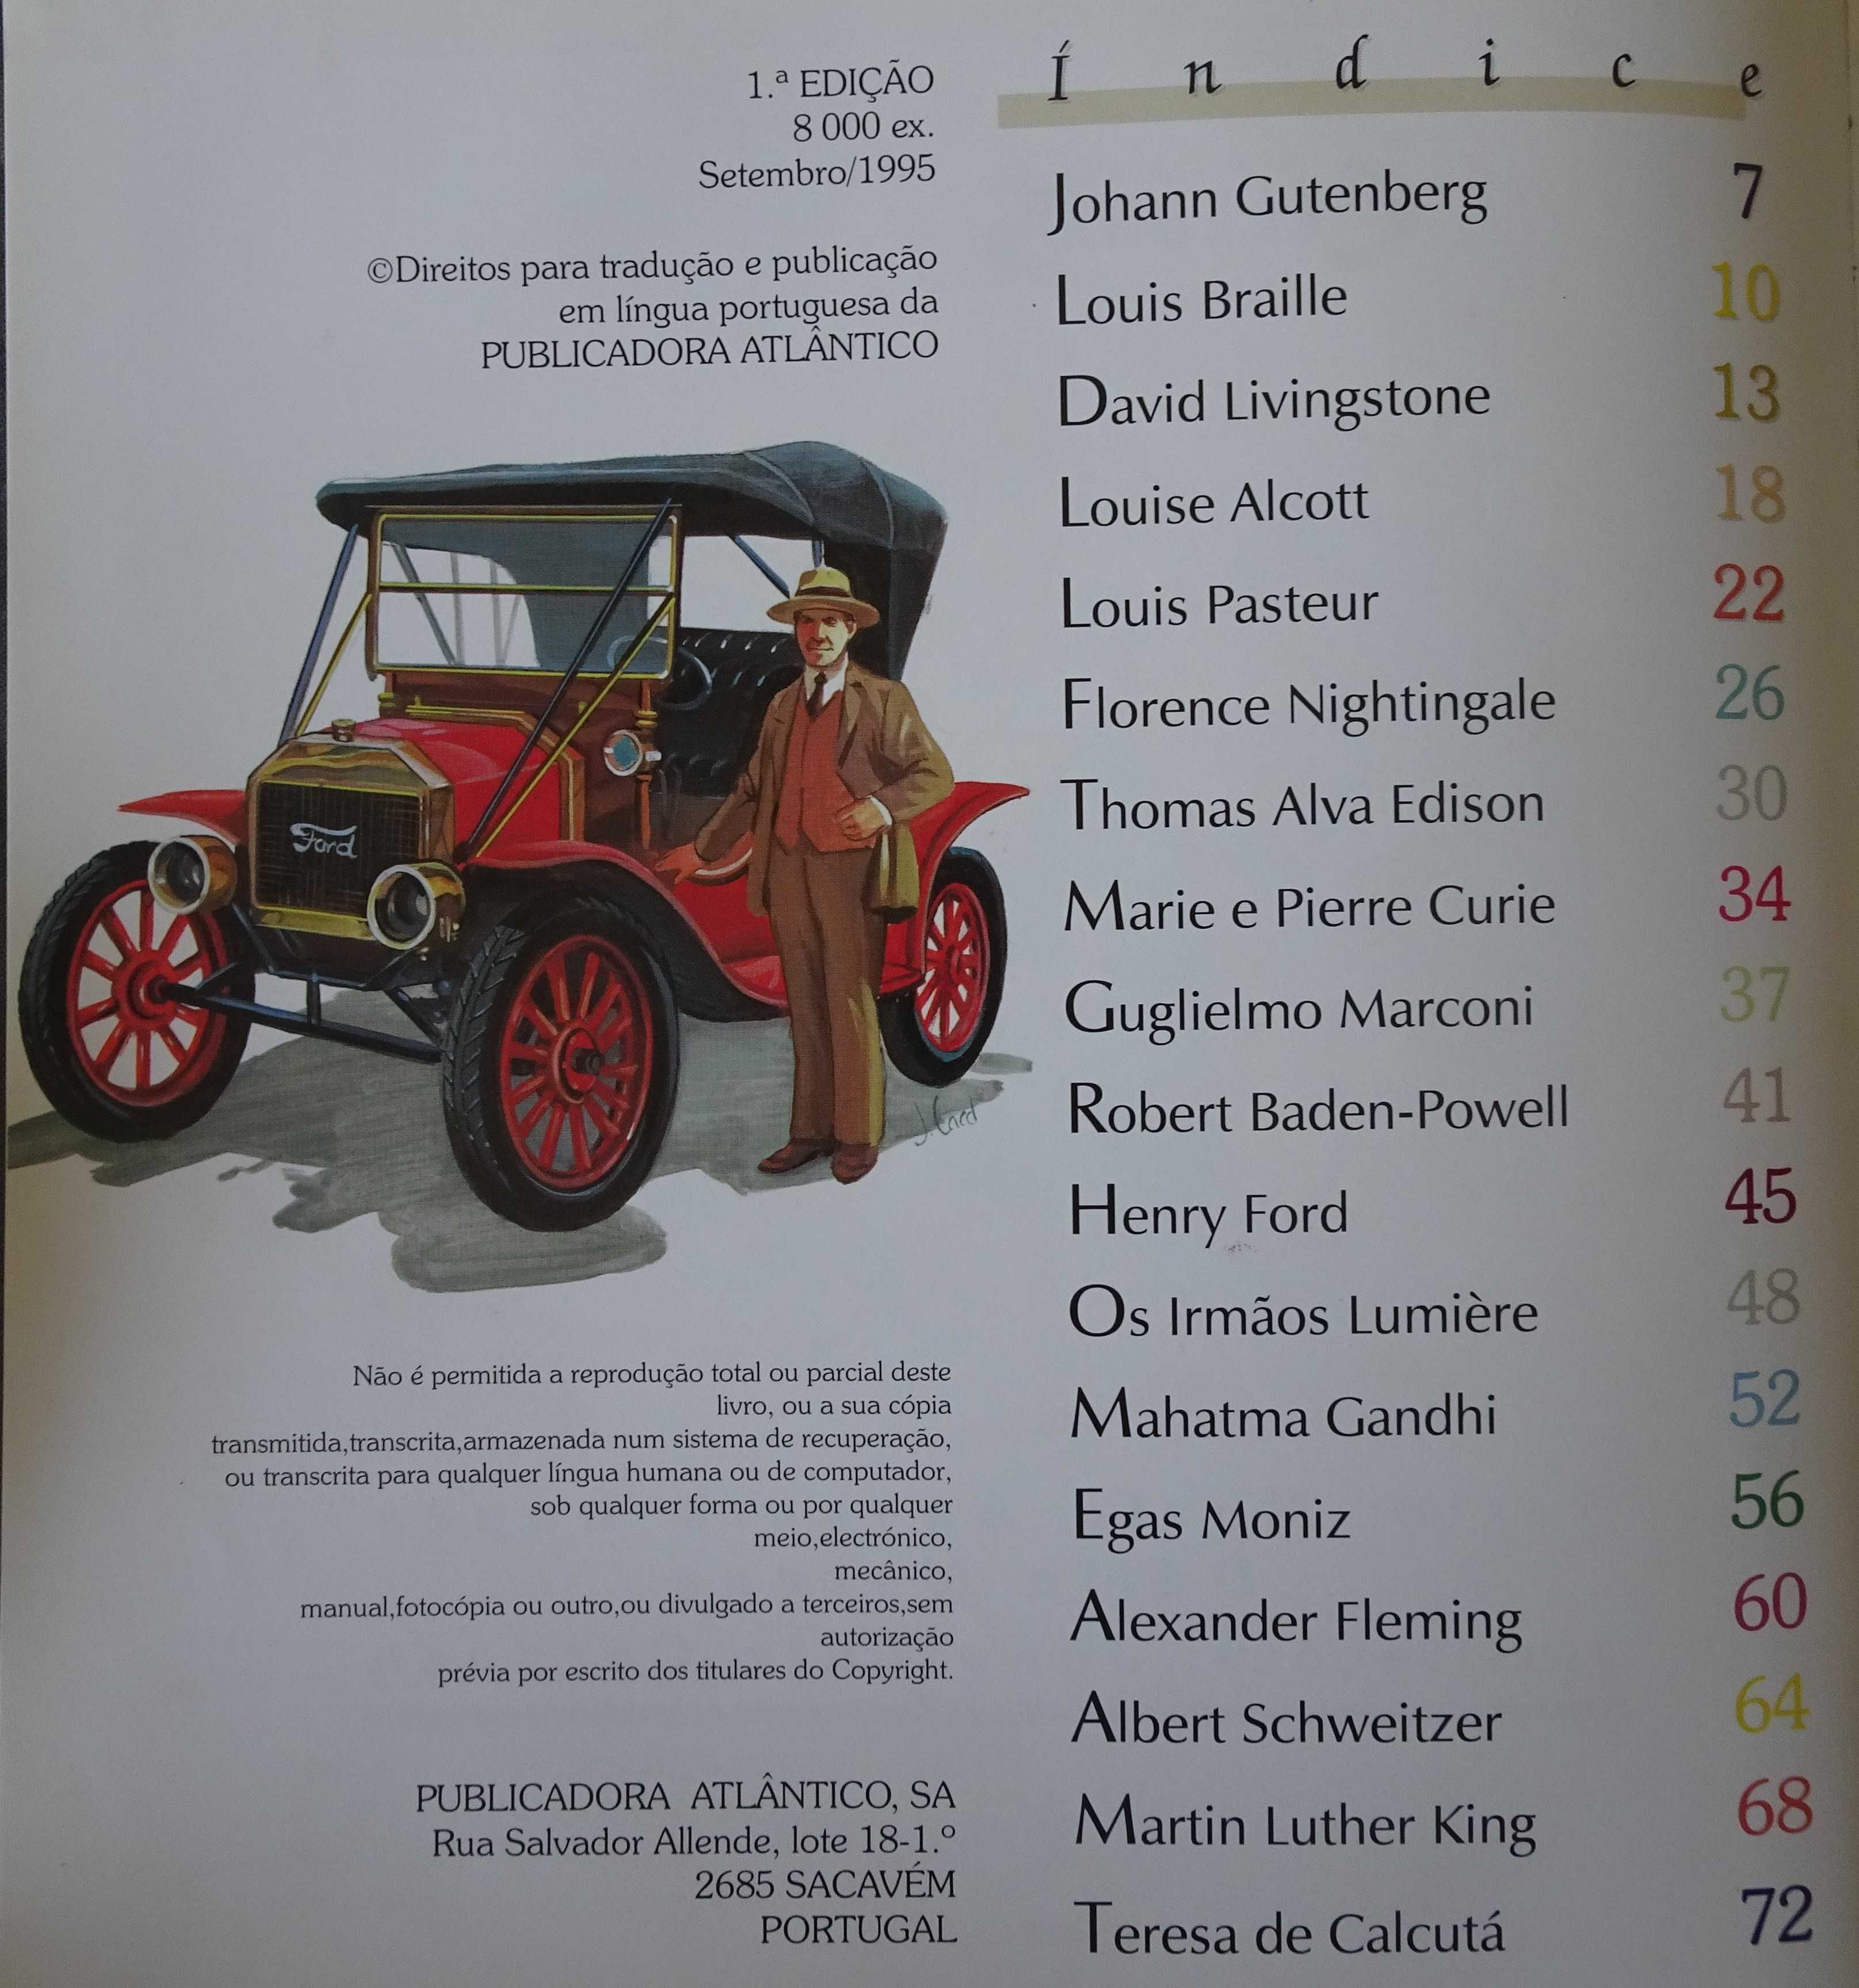 1.ª EDIÇÃO
8 000 ex.
Setembro/1995
©Direitos para tradução e publicação
em língua portuguesa da
PUBLICADORA ATLÂNTICO
Ford
Não é permitida a reprodução total ou parcial deste
livro, ou a sua cópia
transmitida,transcrita,armazenada num sistema de recuperação,
ou transcrita para qualquer língua humana ou de computador,
sob qualquer forma ou por qualquer
meio,electrónico,
mecânico,
manual,fotocópia ou outro,ou divulgado a terceiros,sem
autorização
prévia por escrito dos titulares do Copyright.
PUBLICADORA ATLÂNTICO, SA
Rua Salvador Allende, lote 18-1.º
2685 SACAVÉM
PORTUGAL
Índice
Johann Gutenberg 7
Louis Braille 10
David Livingstone 13
Louise Alcott 18
Louis Pasteur 22
Florence Nightingale 26
Thomas Alva Edison 30
Marie e Pierre Curie 34
Guglielmo Marconi 37
Robert Baden-Powell 41
Henry Ford 45
Os Irmãos Lumière 48
Mahatma Gandhi 52
Egas Moniz 56
Alexander Fleming 60
Albert Schweitzer 64
Martin Luther King 68
Teresa de Calcutá 72